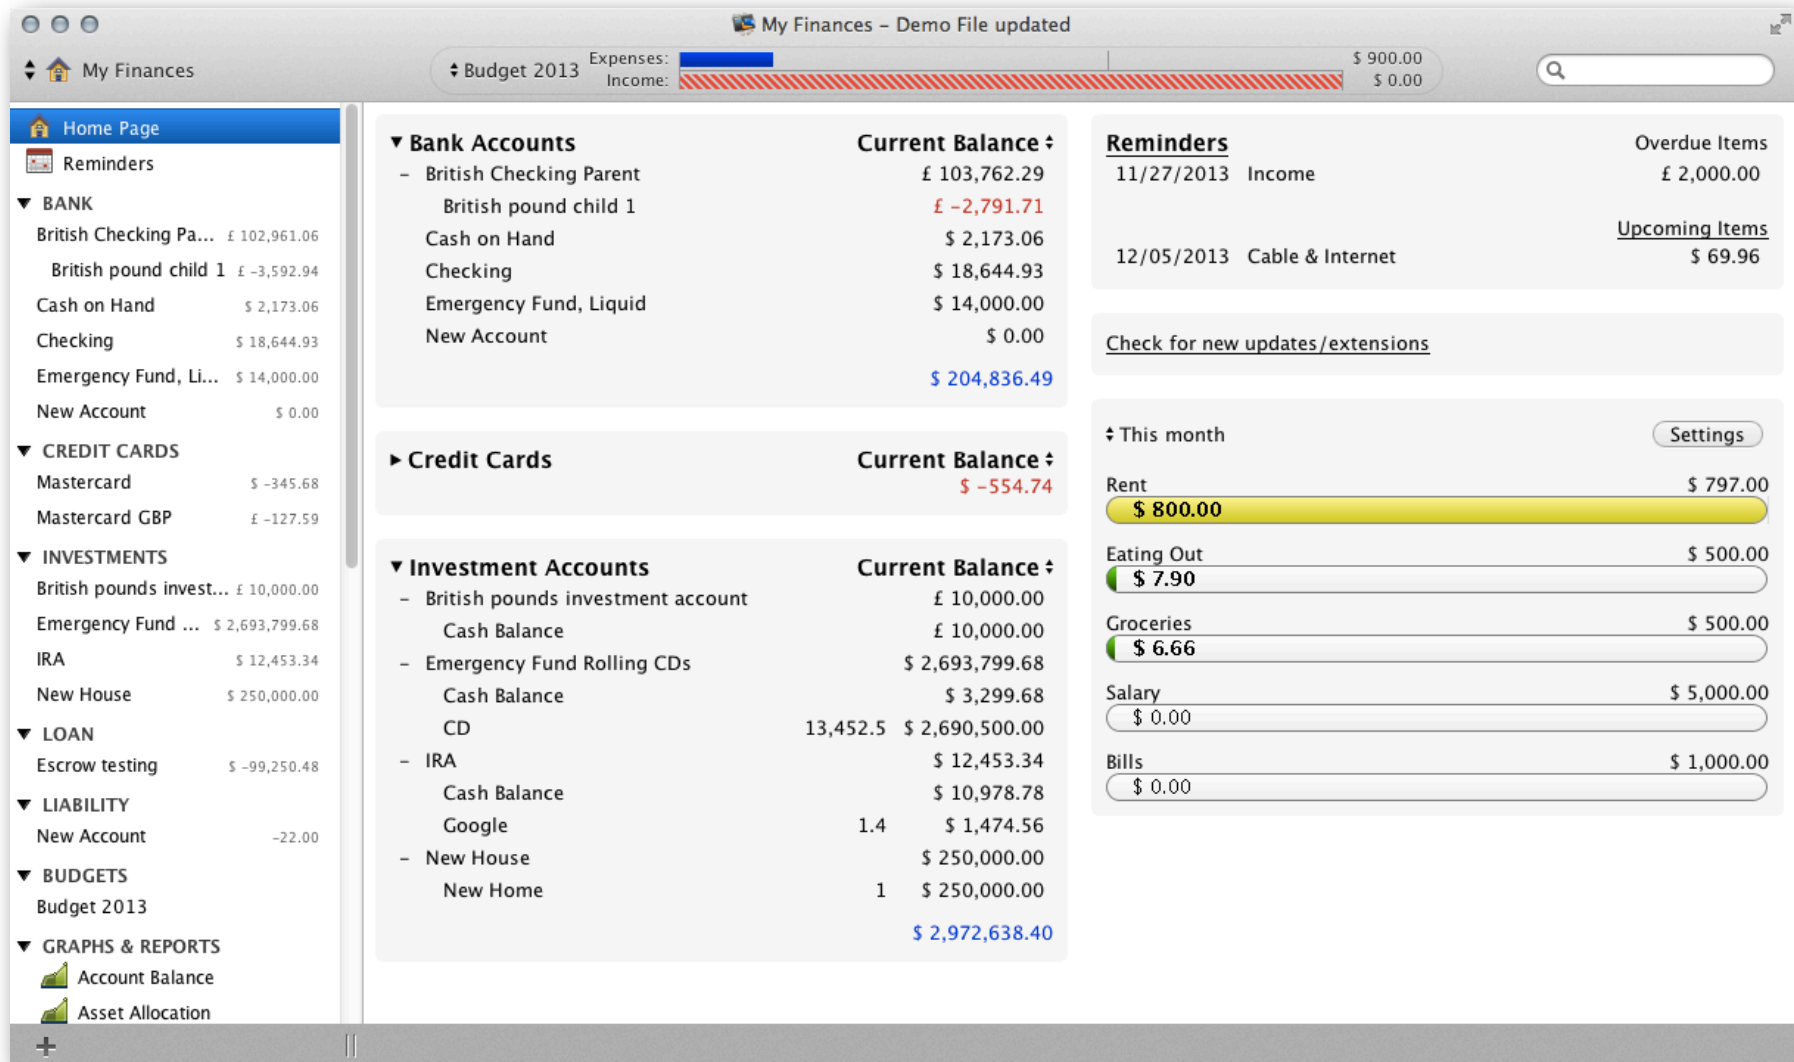 My Finances – Demo File updated
My Finances
Budget 2013
Expenses: $ 900.00
Income: $ 0.00
Home Page
Reminders
BANK
British Checking Pa... £ 102,961.06
British pound child 1 £ -3,592.94
Cash on Hand $ 2,173.06
Checking $ 18,644.93
Emergency Fund, Li... $ 14,000.00
New Account $ 0.00
CREDIT CARDS
Mastercard $ -345.68
Mastercard GBP £ -127.59
INVESTMENTS
British pounds invest... £ 10,000.00
Emergency Fund ... $ 2,693,799.68
IRA $ 12,453.34
New House $ 250,000.00
LOAN
Escrow testing $ -99,250.48
LIABILITY
New Account -22.00
BUDGETS
Budget 2013
GRAPHS & REPORTS
Account Balance
Asset Allocation
Bank Accounts Current Balance
– British Checking Parent £ 103,762.29
British pound child 1 £ -2,791.71
Cash on Hand $ 2,173.06
Checking $ 18,644.93
Emergency Fund, Liquid $ 14,000.00
New Account $ 0.00
$ 204,836.49
Credit Cards Current Balance
$ -554.74
Investment Accounts Current Balance
– British pounds investment account £ 10,000.00
Cash Balance £ 10,000.00
– Emergency Fund Rolling CDs $ 2,693,799.68
Cash Balance $ 3,299.68
CD 13,452.5 $ 2,690,500.00
– IRA $ 12,453.34
Cash Balance $ 10,978.78
Google 1.4 $ 1,474.56
– New House $ 250,000.00
New Home 1 $ 250,000.00
$ 2,972,638.40
Reminders Overdue Items
11/27/2013 Income £ 2,000.00
Upcoming Items
12/05/2013 Cable & Internet $ 69.96
Check for new updates/extensions
This month Settings
Rent $ 797.00
$ 800.00
Eating Out $ 500.00
$ 7.90
Groceries $ 500.00
$ 6.66
Salary $ 5,000.00
$ 0.00
Bills $ 1,000.00
$ 0.00